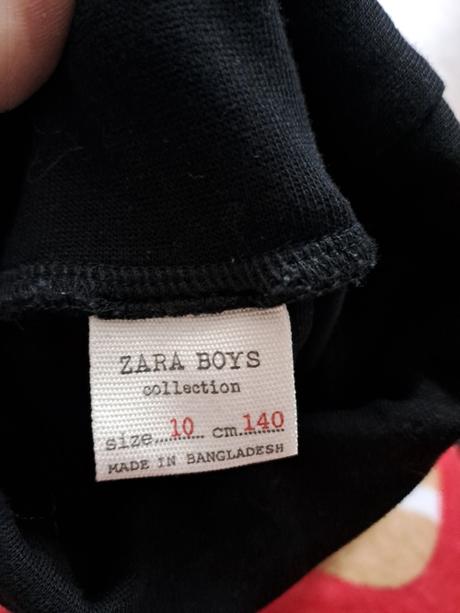 ZARA BOYS
collection
size....10.... cm.140
MADE IN BANGLADESH